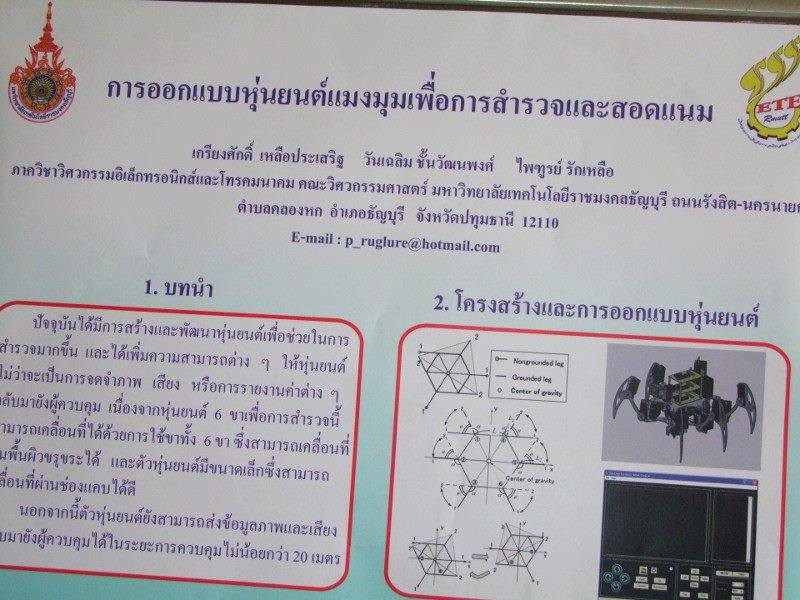 การออกแบบหุ่นยนต์แมงมุมเพื่อการสำรวจและสอดแนม
ETE
Rmutt
เกรียงศักดิ์ เหลือประเสริฐ วันเฉลิม ชั้นวัฒนพงศ์ ไพฑูรย์ รักเหลือ
ภาควิชาวิศวกรรมอิเล็กทรอนิกส์และโทรคมนาคม คณะวิศวกรรมศาสตร์ มหาวิทยาลัยเทคโนโลยีราชมงคลธัญบุรี ถนนรังสิต-นครนายก
ตำบลคลองหก อำเภอธัญบุรี จังหวัดปทุมธานี 12110
E-mail : p_ruglure@hotmail.com
1. บทนำ
ปัจจุบันได้มีการสร้างและพัฒนาหุ่นยนต์เพื่อช่วยในการ
สำรวจมากขึ้น และได้เพิ่มความสามารถต่าง ๆ ให้หุ่นยนต์
ไม่ว่าจะเป็นการจดจำภาพ เสียง หรือการรายงานค่าต่าง ๆ
กลับมายังผู้ควบคุม เนื่องจากหุ่นยนต์ 6 ขาเพื่อการสำรวจนี้
สามารถเคลื่อนที่ได้ด้วยการใช้ขาทั้ง 6 ขา ซึ่งสามารถเคลื่อนที่
พื้นผิวขรุขระได้ และตัวหุ่นยนต์มีขนาดเล็กซึ่งสามารถ
เคลื่อนที่ผ่านช่องแคบได้ดี
นอกจากนี้ตัวหุ่นยนต์ยังสามารถส่งข้อมูลภาพและเสียง
กลับมายังผู้ควบคุมได้ในระยะการควบคุมไม่น้อยกว่า 20 เมตร
2. โครงสร้างและการออกแบบหุ่นยนต์
Nongrounded leg
Grounded leg
Center of gravity
Center of gravity